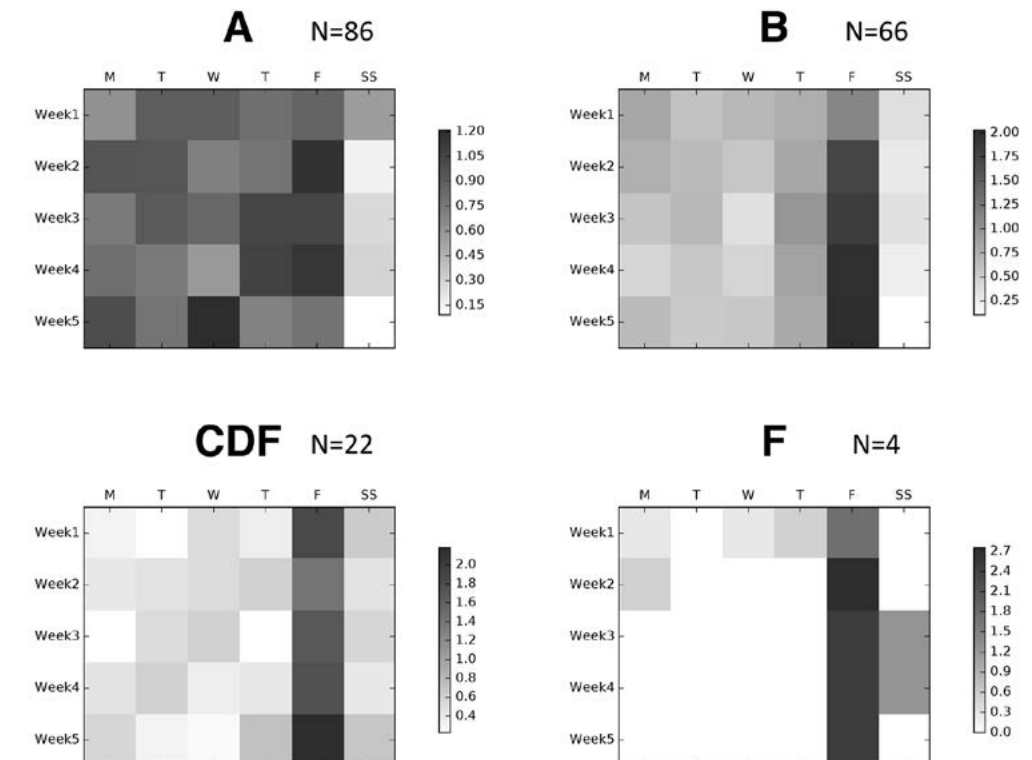 A N=86
M T W T F SS
Week1
Week2
Week3
Week4
Week5
1.20
1.05
0.90
0.75
0.60
0.45
0.30
0.15
B N=66
M T W T F SS
Week1
Week2
Week3
Week4
Week5
2.00
1.75
1.50
1.25
1.00
0.75
0.50
0.25
CDF N=22
M T W T F SS
Week1
Week2
Week3
Week4
Week5
2.0
1.8
1.6
1.4
1.2
1.0
0.8
0.6
0.4
F N=4
M T W T F SS
Week1
Week2
Week3
Week4
Week5
2.7
2.4
2.1
1.8
1.5
1.2
0.9
0.6
0.3
0.0